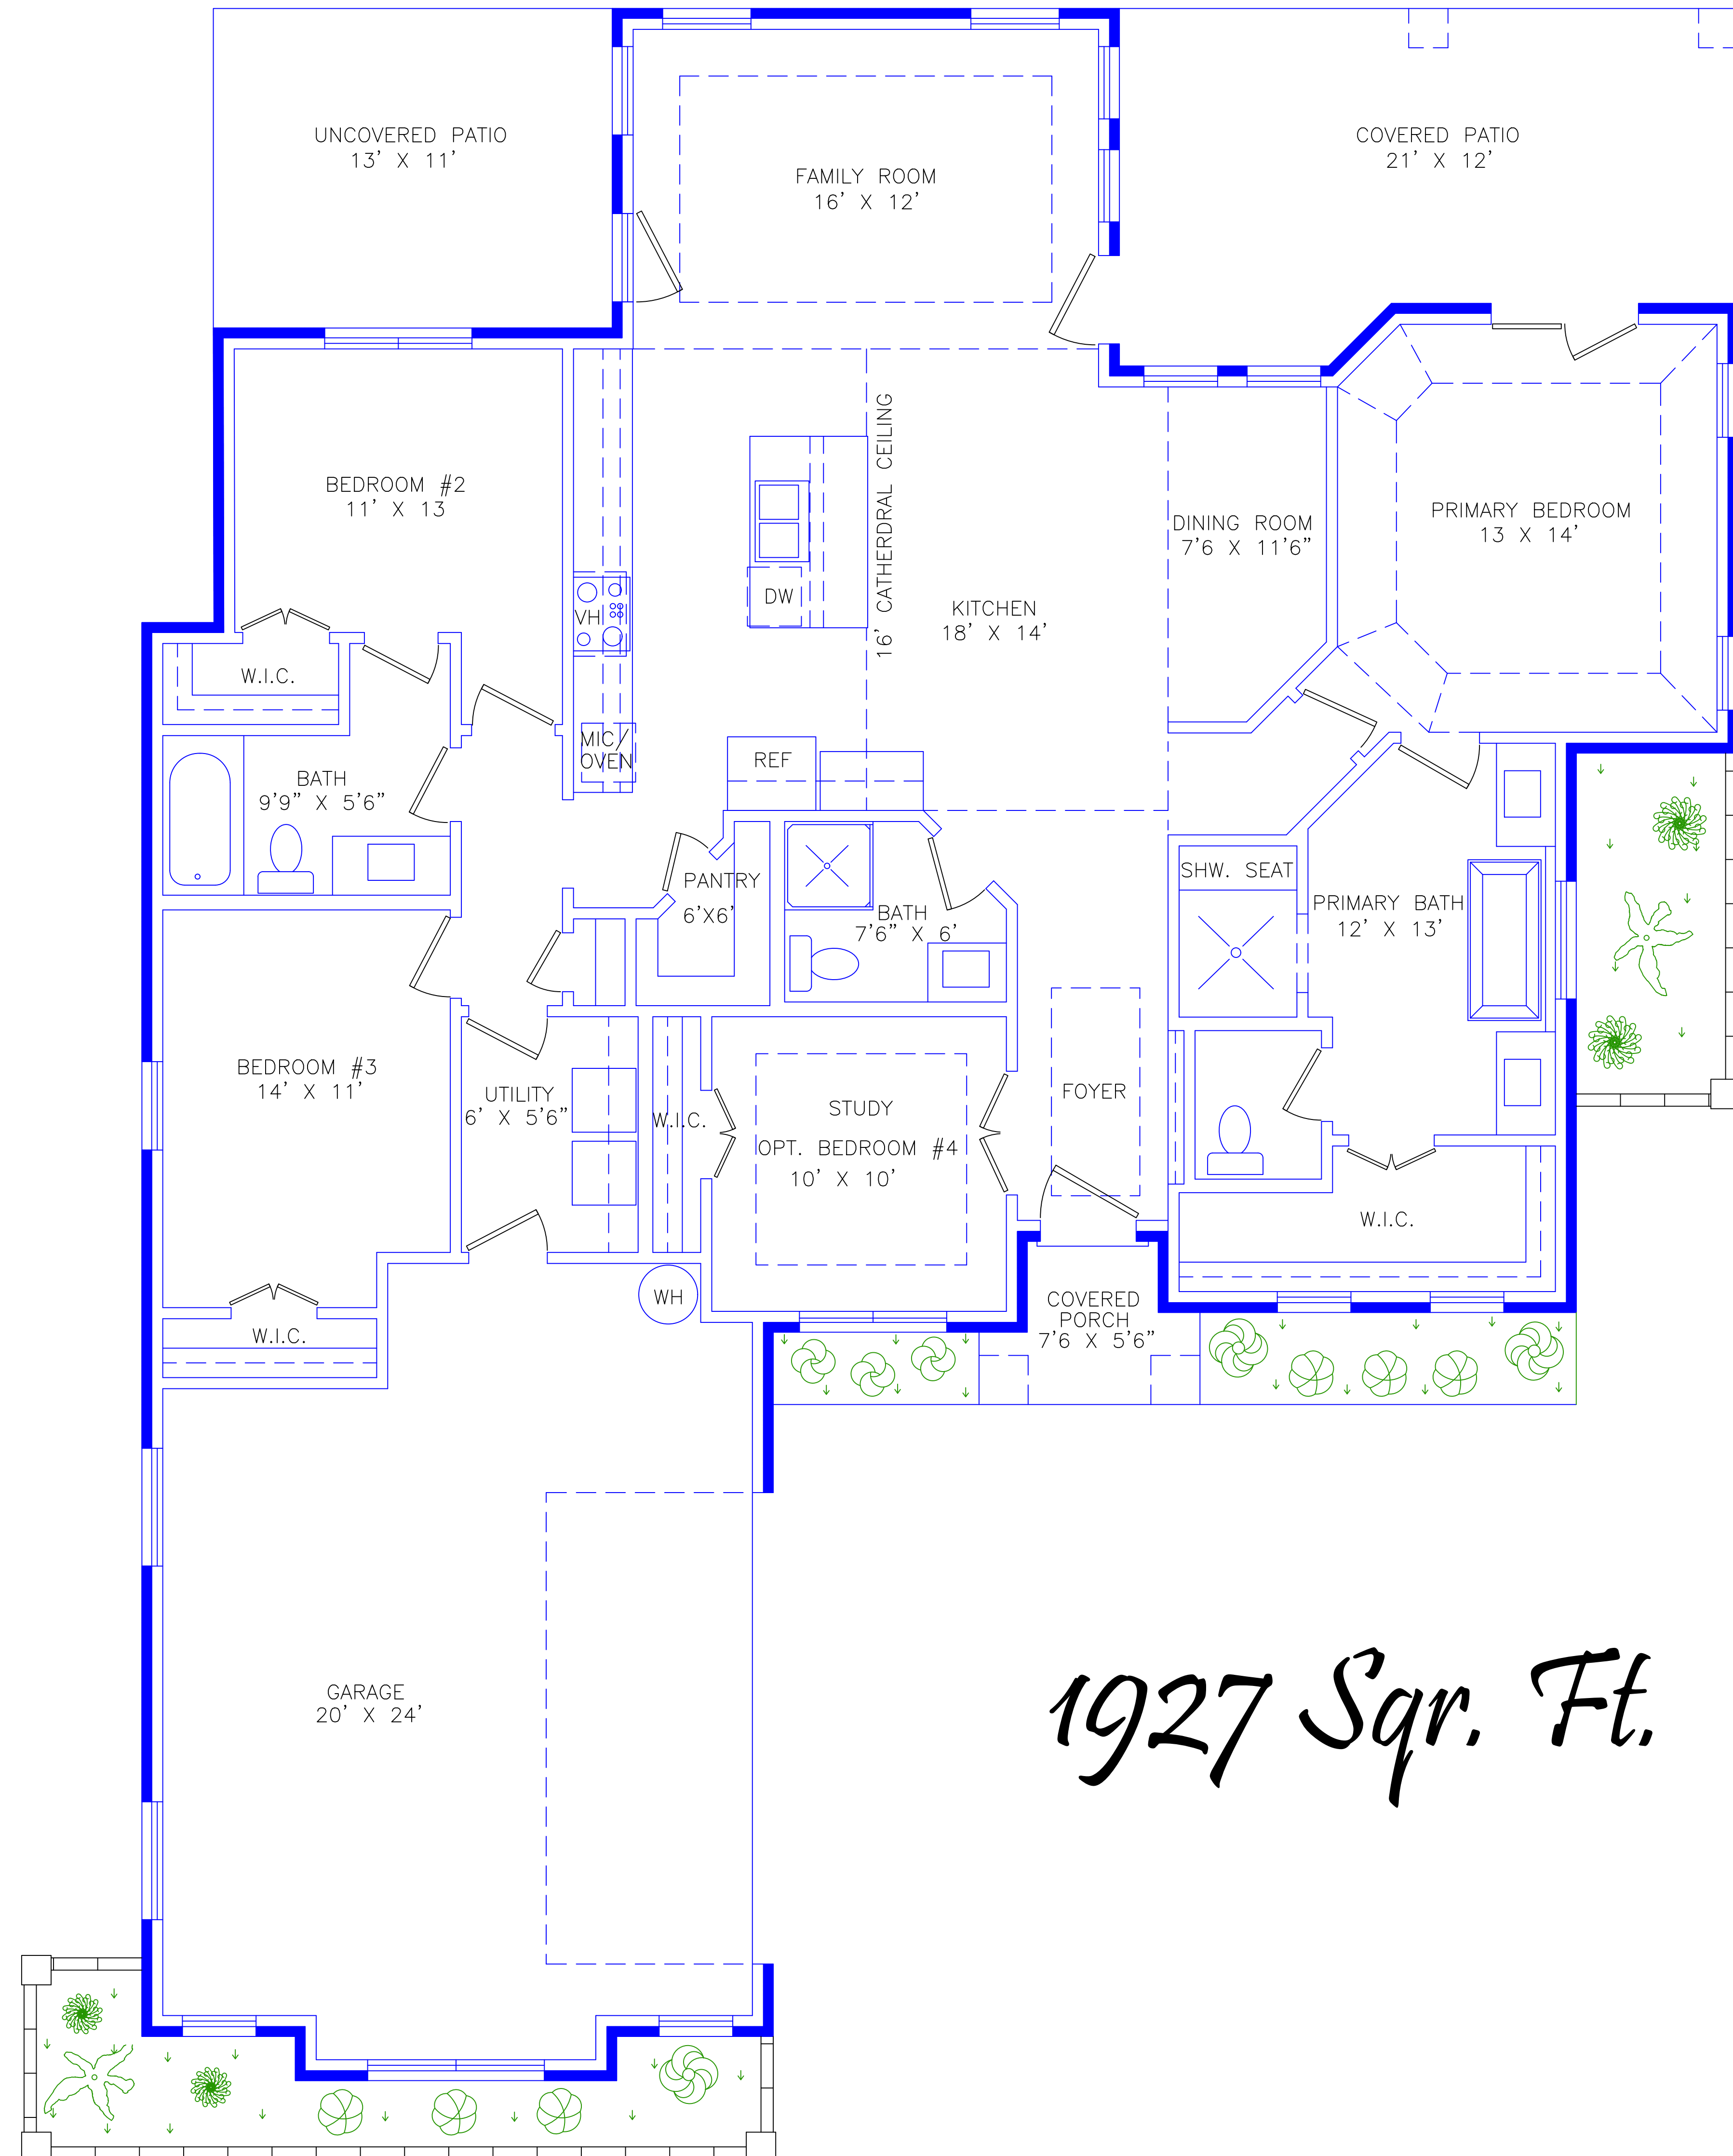 UNCOVERED PATIO
13' X 11'
FAMILY ROOM
16' X 12'
COVERED PATIO
21' X 12'
BEDROOM #2
11' X 13
16' CATHERDRAL CEILING
DINING ROOM
7'6 X 11'6"
PRIMARY BEDROOM
13 X 14'
DW
VH
KITCHEN
18' X 14'
W.I.C.
MIC/
OVEN
REF
BATH
9'9" X 5'6"
PANTRY
6'X6'
BATH
7'6" X 6'
SHW. SEAT
PRIMARY BATH
12' X 13'
BEDROOM #3
14' X 11'
UTILITY
6' X 5'6"
W.I.C.
STUDY
OPT. BEDROOM #4
10' X 10'
FOYER
W.I.C.
WH
COVERED
PORCH
7'6 X 5'6"
W.I.C.
GARAGE
20' X 24'
1927 Sqr. Ft.